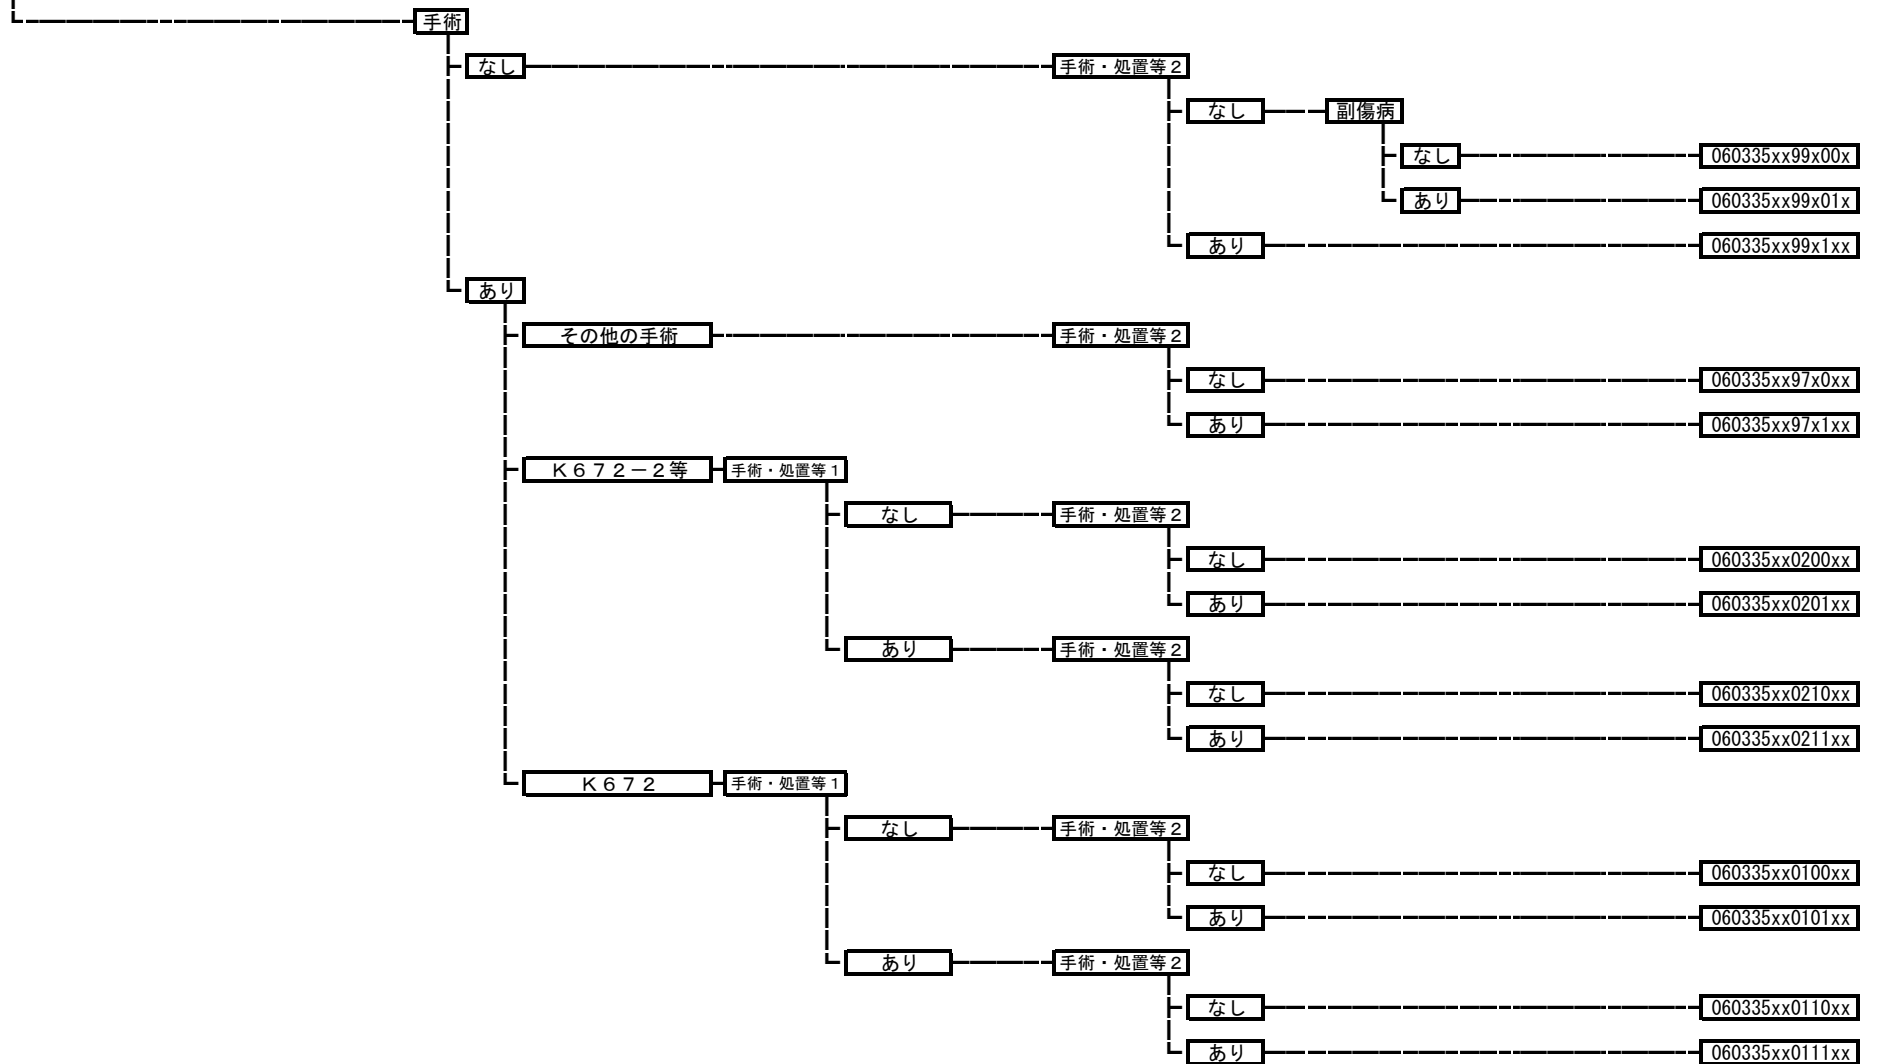 手術
なし 手術・処置等２
なし 副傷病
なし 060335xx99x00x
あり 060335xx99x01x
あり 060335xx99x1xx
あり
その他の手術 手術・処置等２
なし 060335xx97x0xx
あり 060335xx97x1xx
Ｋ６７２－２等 手術・処置等１
なし 手術・処置等２
なし 060335xx0200xx
あり 060335xx0201xx
あり 手術・処置等２
なし 060335xx0210xx
あり 060335xx0211xx
Ｋ６７２ 手術・処置等１
なし 手術・処置等２
なし 060335xx0100xx
あり 060335xx0101xx
あり 手術・処置等２
なし 060335xx0110xx
あり 060335xx0111xx